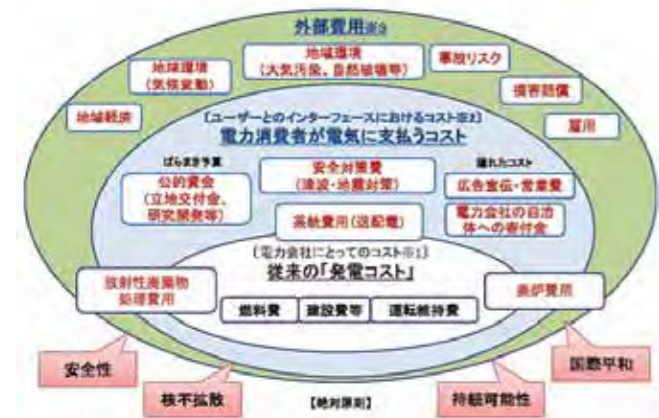 外部費用※3
地域環境
(大気汚染、自然破壊等)
事故リスク
地球環境
(気候変動)
損害賠償
地域経済
雇用
〔ユーザーとのインターフェースにおけるコスト※2〕
電力消費者が電気に支払うコスト
ばらまき予算
隠れたコスト
公的資金
(立地交付金、
研究開発等)
安全対策費
(津波・地震対策)
広告宣伝・営業費
電力会社の自治
体への寄付金
系統費用(送配電)
〔電力会社にとってのコスト※1〕
従来の「発電コスト」
放射性廃棄物
処理費用
廃炉費用
燃料費
建設費等
運転維持費
安全性
核不拡散
【絶対原則】
持続可能性
国際平和